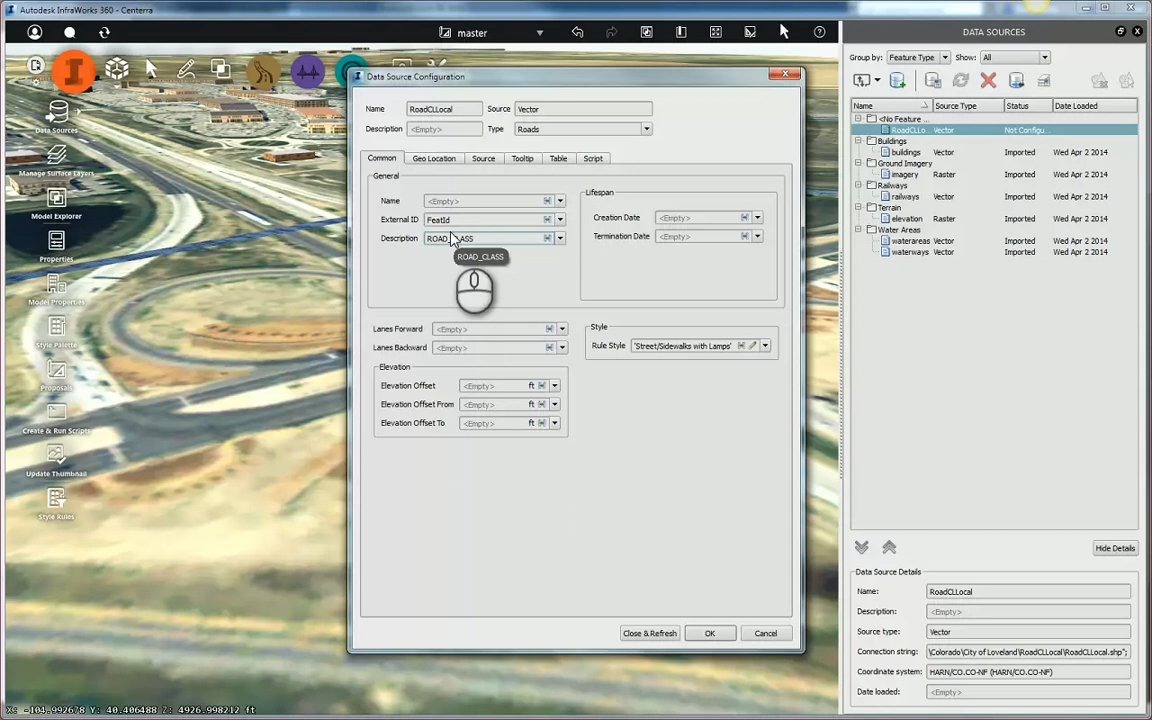 Autodesk InfraWorks 360 - Centerra
master
Data Sources
Manage Surface Layers
Model Explorer
Properties
Model Properties
Style Palette
Proposals
Create & Run Scripts
Update Thumbnail
Style Rules
Data Source Configuration
Name RoadCLLocal Source Vector
Description <Empty> Type Roads
Common Geo Location Source Tooltip Table Script
General
Name <Empty>
External ID FeatId
Description ROAD_CLASS
ROAD_CLASS
Lifespan
Creation Date <Empty>
Termination Date <Empty>
Lanes Forward <Empty>
Lanes Backward <Empty>
Style
Rule Style 'Street/Sidewalks with Lamps'
Elevation
Elevation Offset <Empty> ft
Elevation Offset From <Empty> ft
Elevation Offset To <Empty> ft
Close & Refresh OK Cancel
DATA SOURCES
Group by: Feature Type Show: All
Name Source Type Status Date Loaded
<No Feature ...
RoadCLLo... Vector Not Configu...
Buildings
buildings Vector Imported Wed Apr 2 2014
Ground Imagery
imagery Raster Imported Wed Apr 2 2014
Railways
railways Vector Imported Wed Apr 2 2014
Terrain
elevation Raster Imported Wed Apr 2 2014
Water Areas
waterareas Vector Imported Wed Apr 2 2014
waterways Vector Imported Wed Apr 2 2014
Hide Details
Data Source Details
Name: RoadCLLocal
Description: <Empty>
Source type: Vector
Connection string: \Colorado\City of Loveland\RoadCLLocal\RoadCLLocal.shp";
Coordinate system: HARN/CO.CO-NF (HARN/CO.CO-NF)
Date loaded: <Empty>
X: -104.992678 Y: 40.406488 Z: 4926.998212 ft